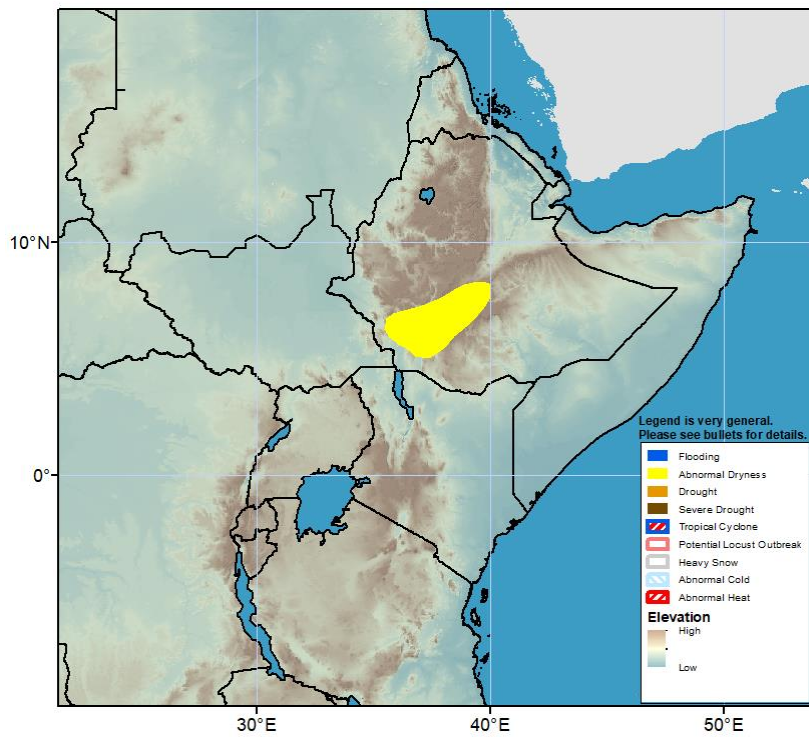 10°N
0°
30°E
40°E
50°E
Legend is very general.
Please see bullets for details.
Flooding
Abnormal Dryness
Drought
Severe Drought
Tropical Cyclone
Potential Locust Outbreak
Heavy Snow
Abnormal Cold
Abnormal Heat
Elevation
High
Low